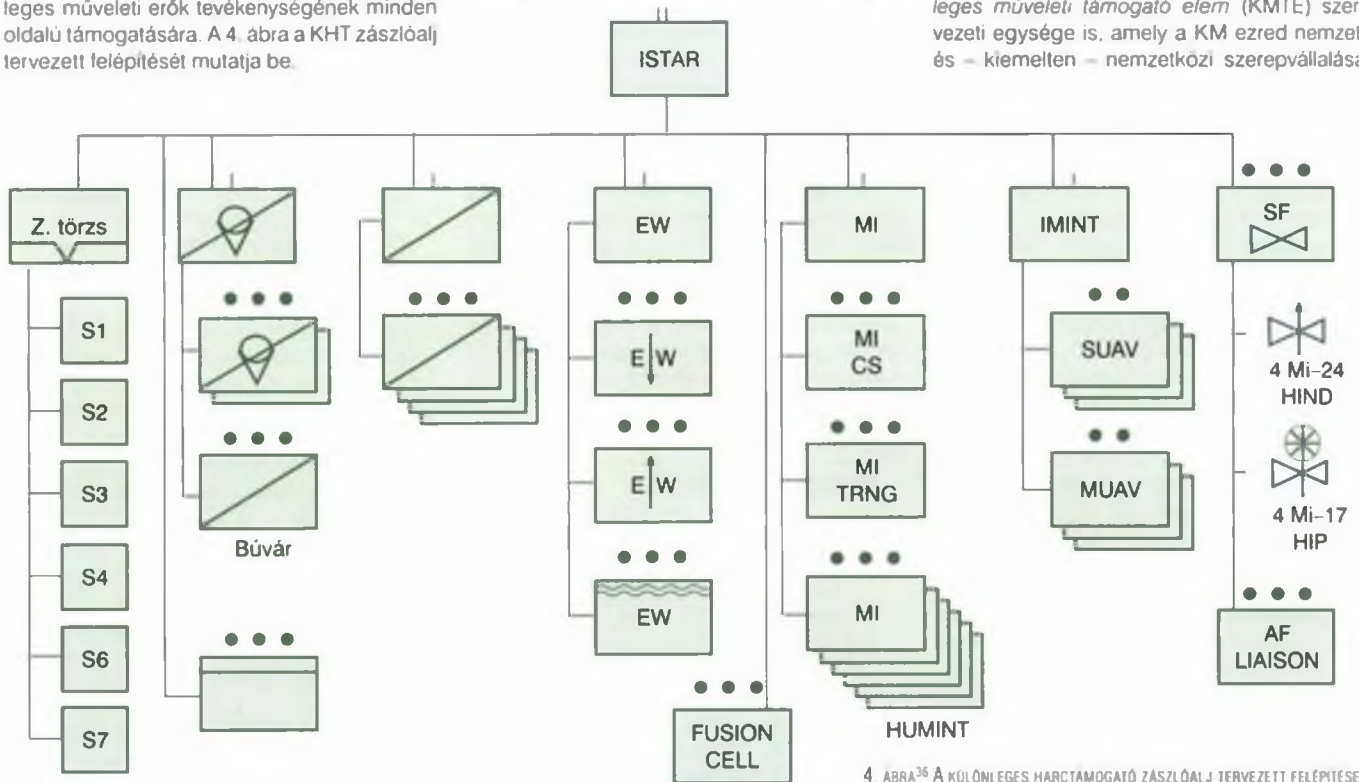 leges műveleti erők tevékenységének minden
oldalú támogatására. A 4. ábra a KHT zászlóalj
tervezett felépítését mutatja be.
leges műveleti támogató elem (KMTE) szer
vezeti egysége is, amely a KM ezred nemzet
és – kiemelten – nemzetközi szerepvállalása
ISTAR
Z. törzs
S1
S2
S3
S4
S6
S7
Búvár
EW
E W
E W
EW
FUSION
CELL
MI
MI
CS
MI
TRNG
MI
HUMINT
IMINT
SUAV
MUAV
SF
4 Mi–24
HIND
4 Mi–17
HIP
AF
LIAISON
4. ÁBRA36 A KÜLÖNLEGES HARCTÁMOGATÓ ZÁSZLÓALJ TERVEZETT FELÉPÍTÉSE